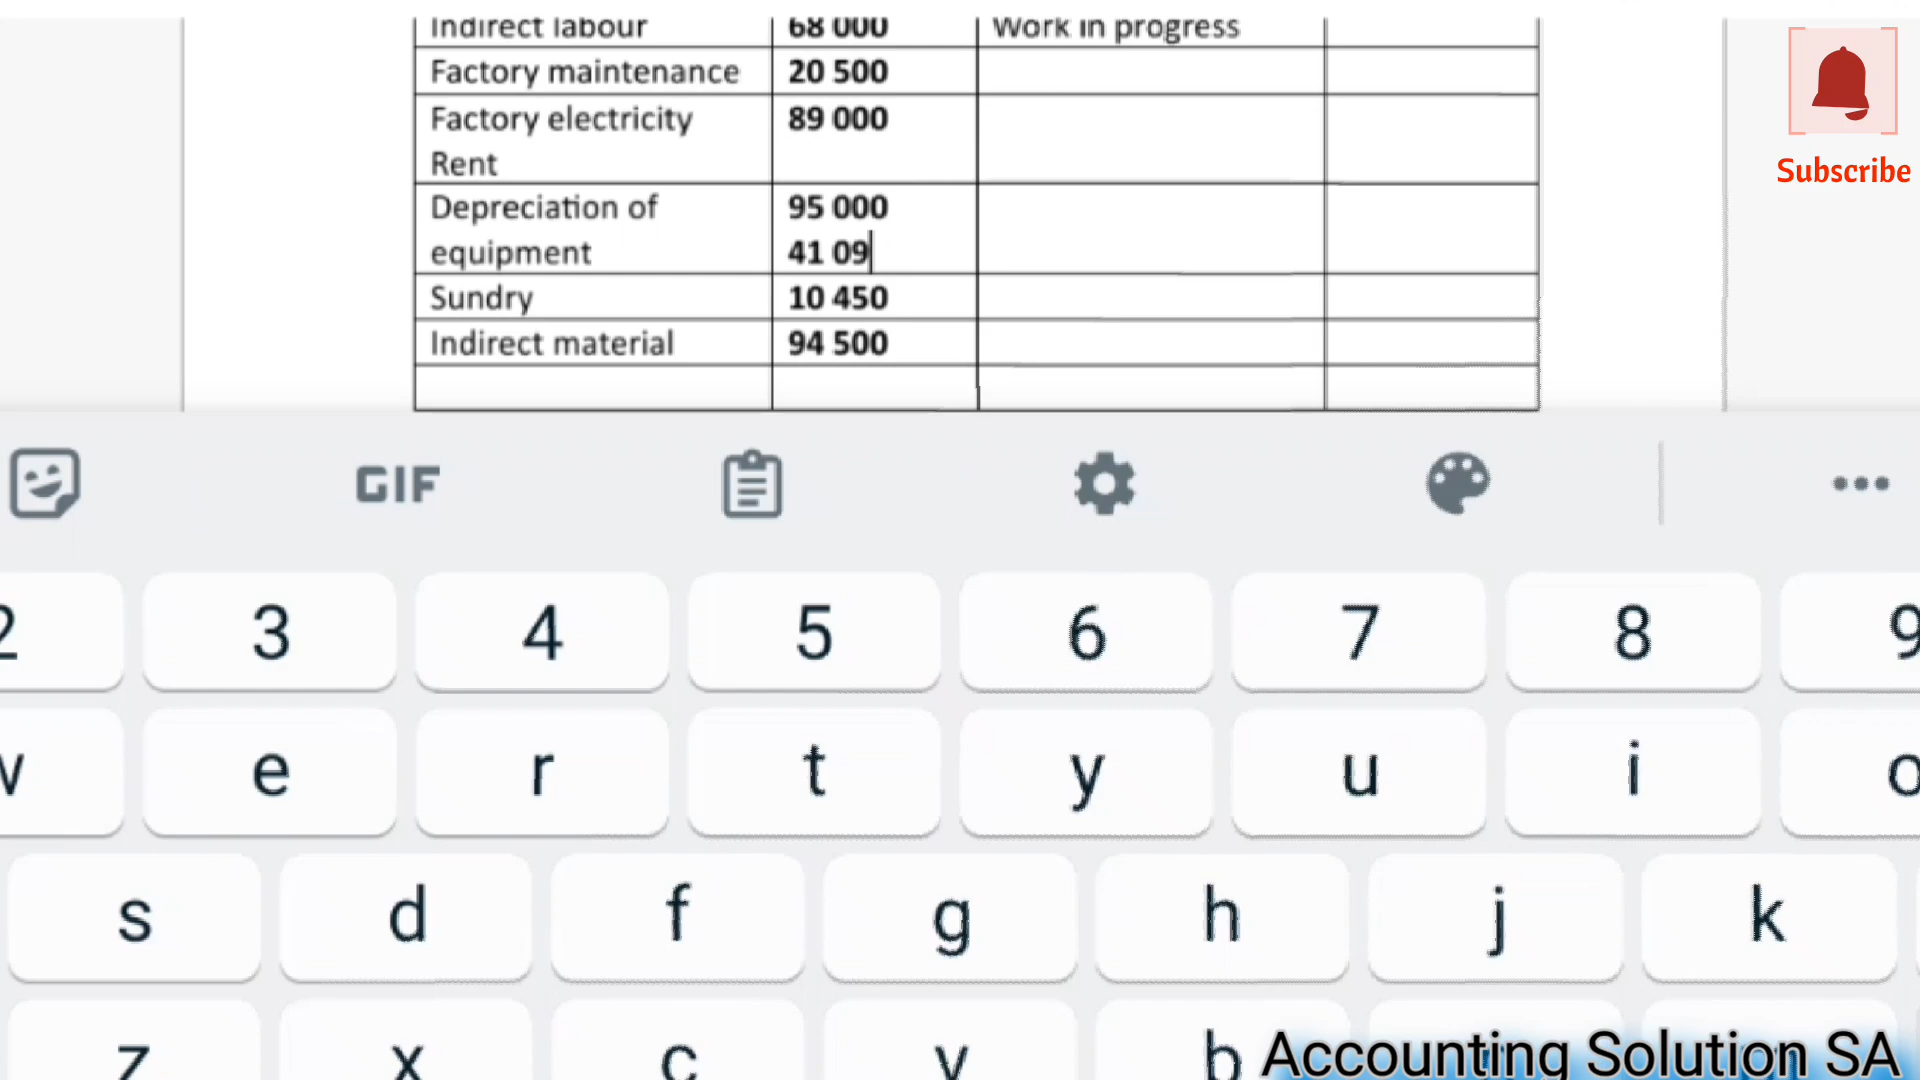 Indirect labour 68 000 Work in progress
Factory maintenance 20 500
Factory electricity 89 000
Rent
Depreciation of 95 000
equipment 41 09
Sundry 10 450
Indirect material 94 500
Subscribe
GIF
2 3 4 5 6 7 8 9
w e r t y u i o
s d f g h j k
z x c v b
Accounting Solution SA